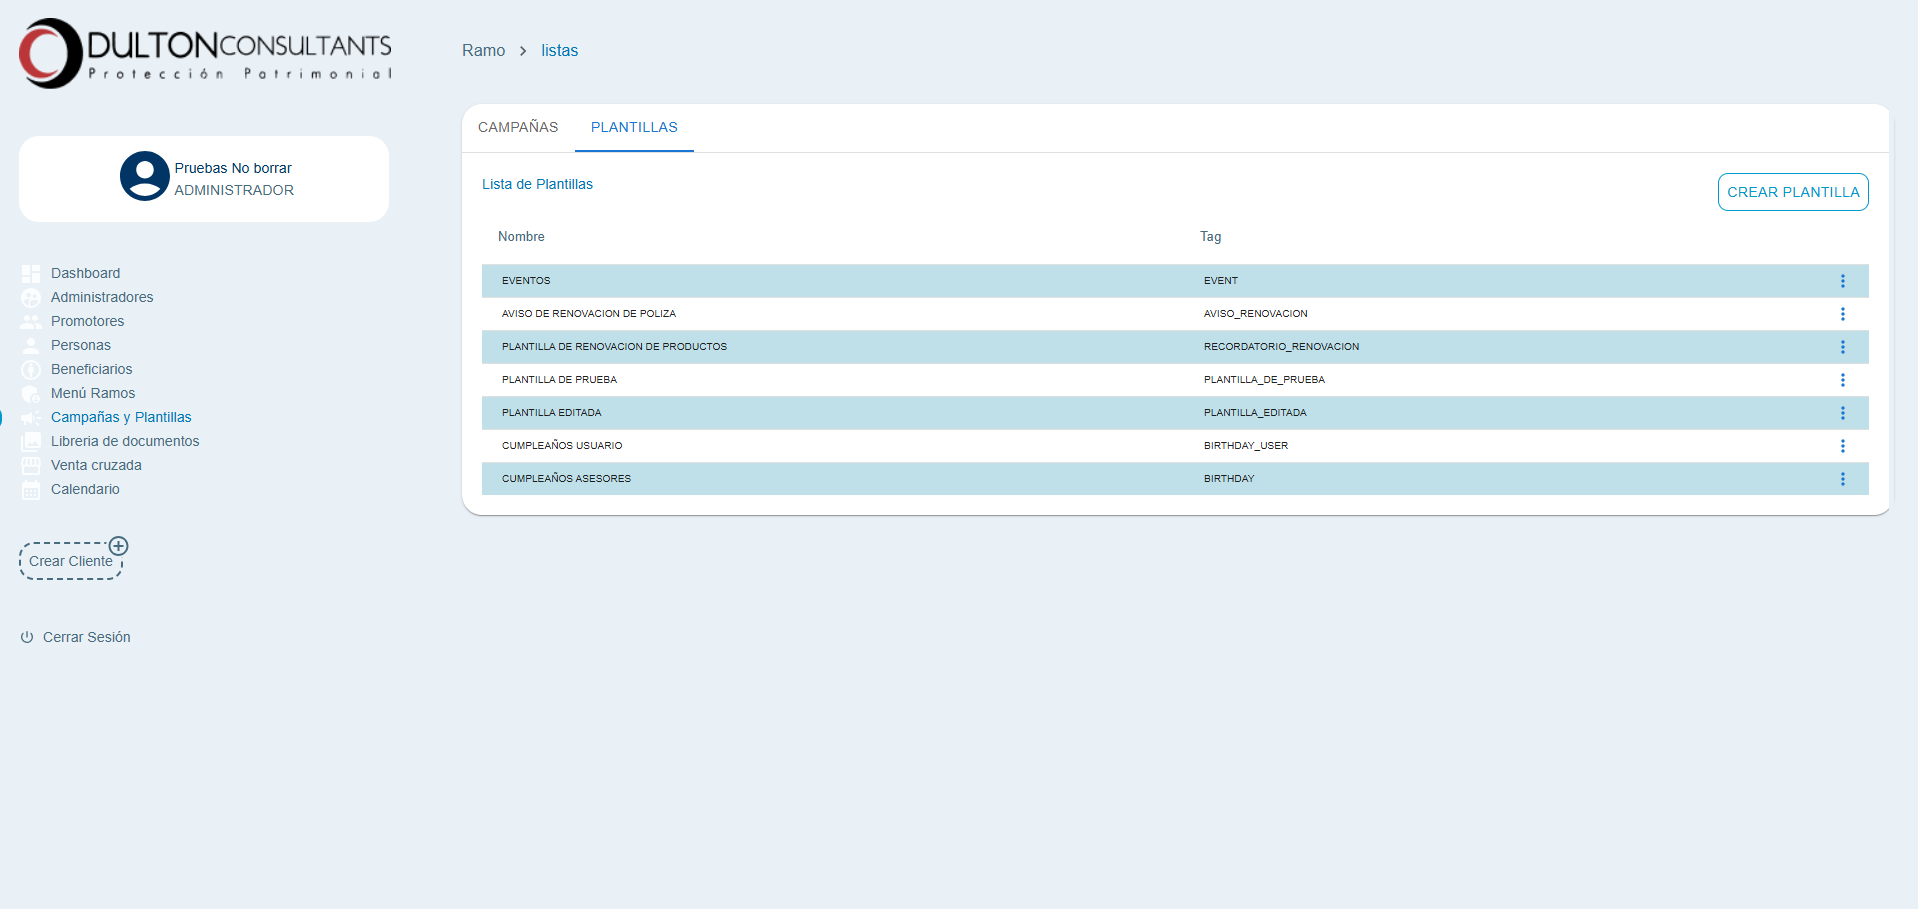 DULTONCONSULTANTS
Protección Patrimonial
Pruebas No borrar
ADMINISTRADOR
Dashboard
Administradores
Promotores
Personas
Beneficiarios
Menú Ramos
Campañas y Plantillas
Libreria de documentos
Venta cruzada
Calendario
Crear Cliente
Cerrar Sesión
Ramo > listas
CAMPAÑAS PLANTILLAS
Lista de Plantillas
CREAR PLANTILLA
Nombre Tag
EVENTOS EVENT
AVISO DE RENOVACION DE POLIZA AVISO_RENOVACION
PLANTILLA DE RENOVACION DE PRODUCTOS RECORDATORIO_RENOVACION
PLANTILLA DE PRUEBA PLANTILLA_DE_PRUEBA
PLANTILLA EDITADA PLANTILLA_EDITADA
CUMPLEAÑOS USUARIO BIRTHDAY_USER
CUMPLEAÑOS ASESORES BIRTHDAY